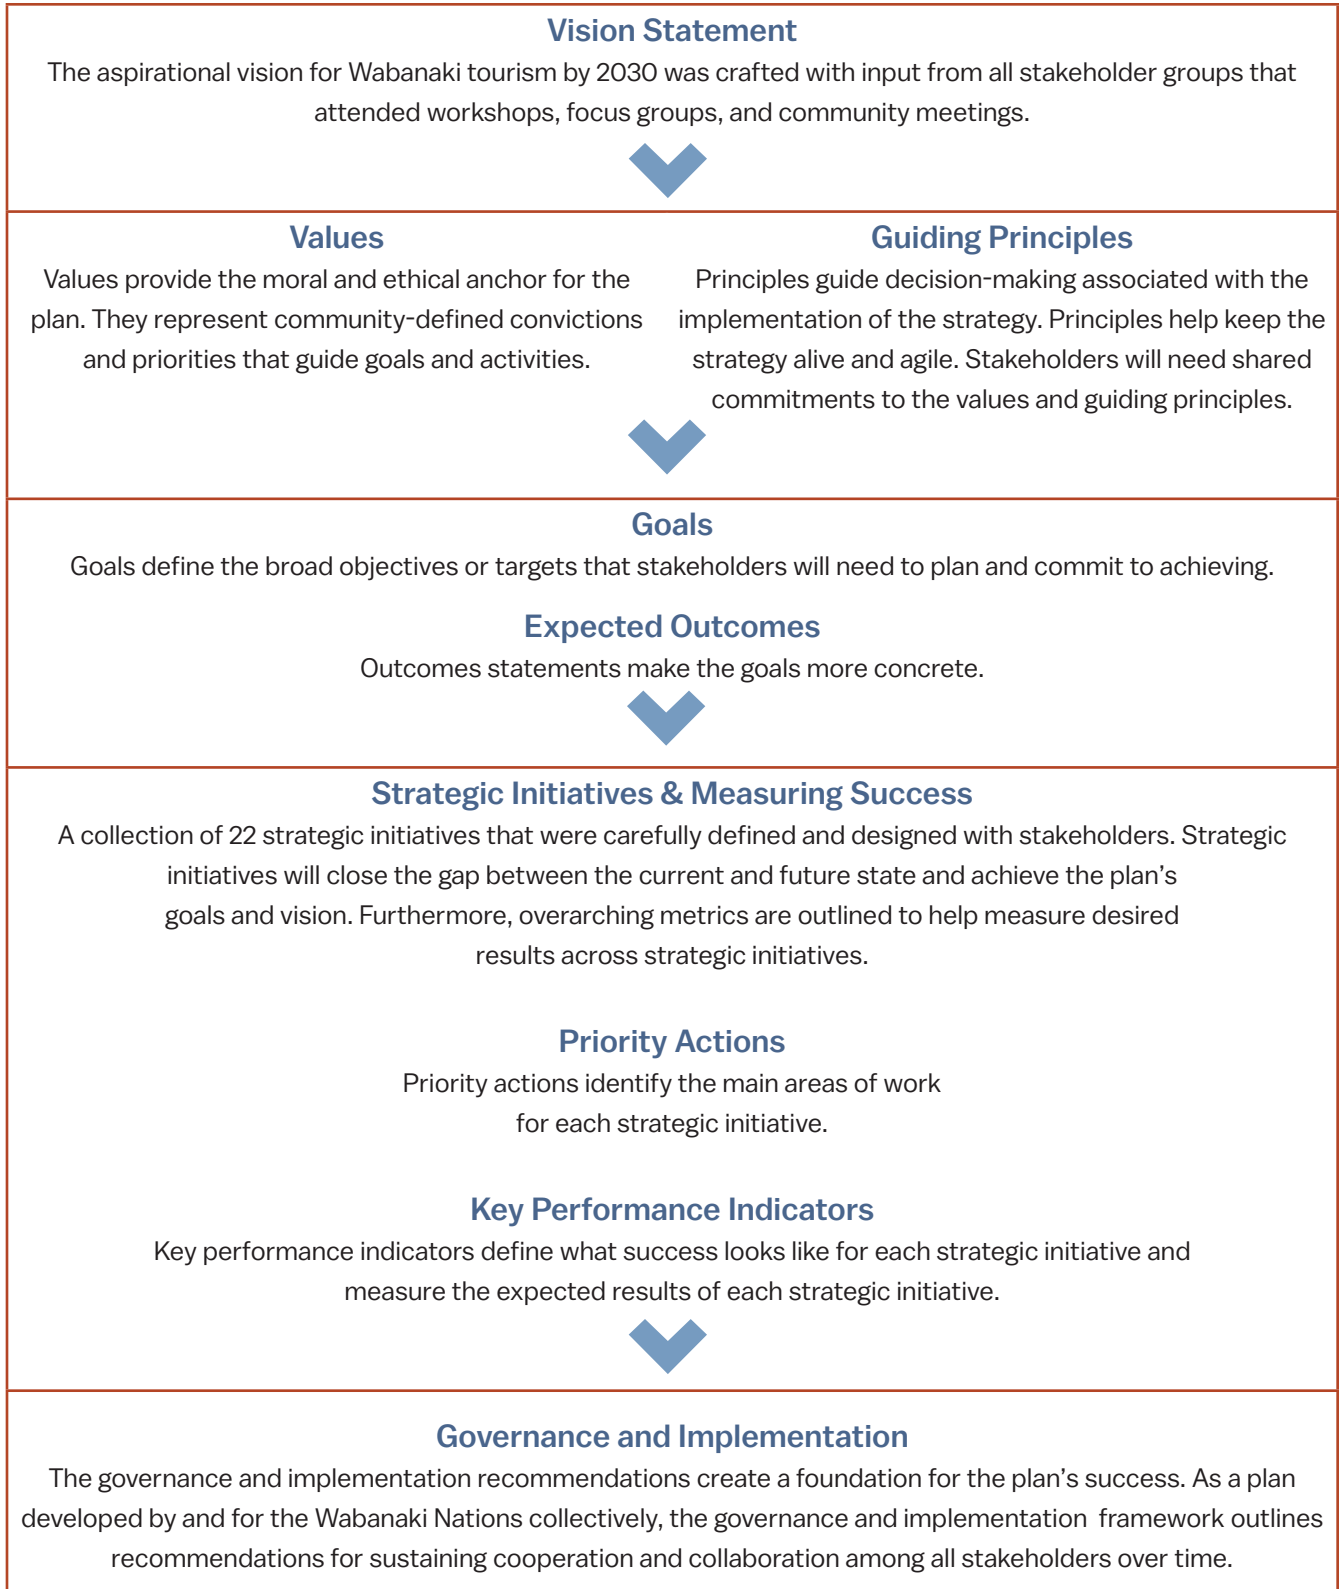 Vision Statement
The aspirational vision for Wabanaki tourism by 2030 was crafted with input from all stakeholder groups that
attended workshops, focus groups, and community meetings.
Values
Values provide the moral and ethical anchor for the
plan. They represent community-defined convictions
and priorities that guide goals and activities.
Guiding Principles
Principles guide decision-making associated with the
implementation of the strategy. Principles help keep the
strategy alive and agile. Stakeholders will need shared
commitments to the values and guiding principles.
Goals
Goals define the broad objectives or targets that stakeholders will need to plan and commit to achieving.
Expected Outcomes
Outcomes statements make the goals more concrete.
Strategic Initiatives & Measuring Success
A collection of 22 strategic initiatives that were carefully defined and designed with stakeholders. Strategic
initiatives will close the gap between the current and future state and achieve the plan’s
goals and vision. Furthermore, overarching metrics are outlined to help measure desired
results across strategic initiatives.
Priority Actions
Priority actions identify the main areas of work
for each strategic initiative.
Key Performance Indicators
Key performance indicators define what success looks like for each strategic initiative and
measure the expected results of each strategic initiative.
Governance and Implementation
The governance and implementation recommendations create a foundation for the plan’s success. As a plan
developed by and for the Wabanaki Nations collectively, the governance and implementation framework outlines
recommendations for sustaining cooperation and collaboration among all stakeholders over time.